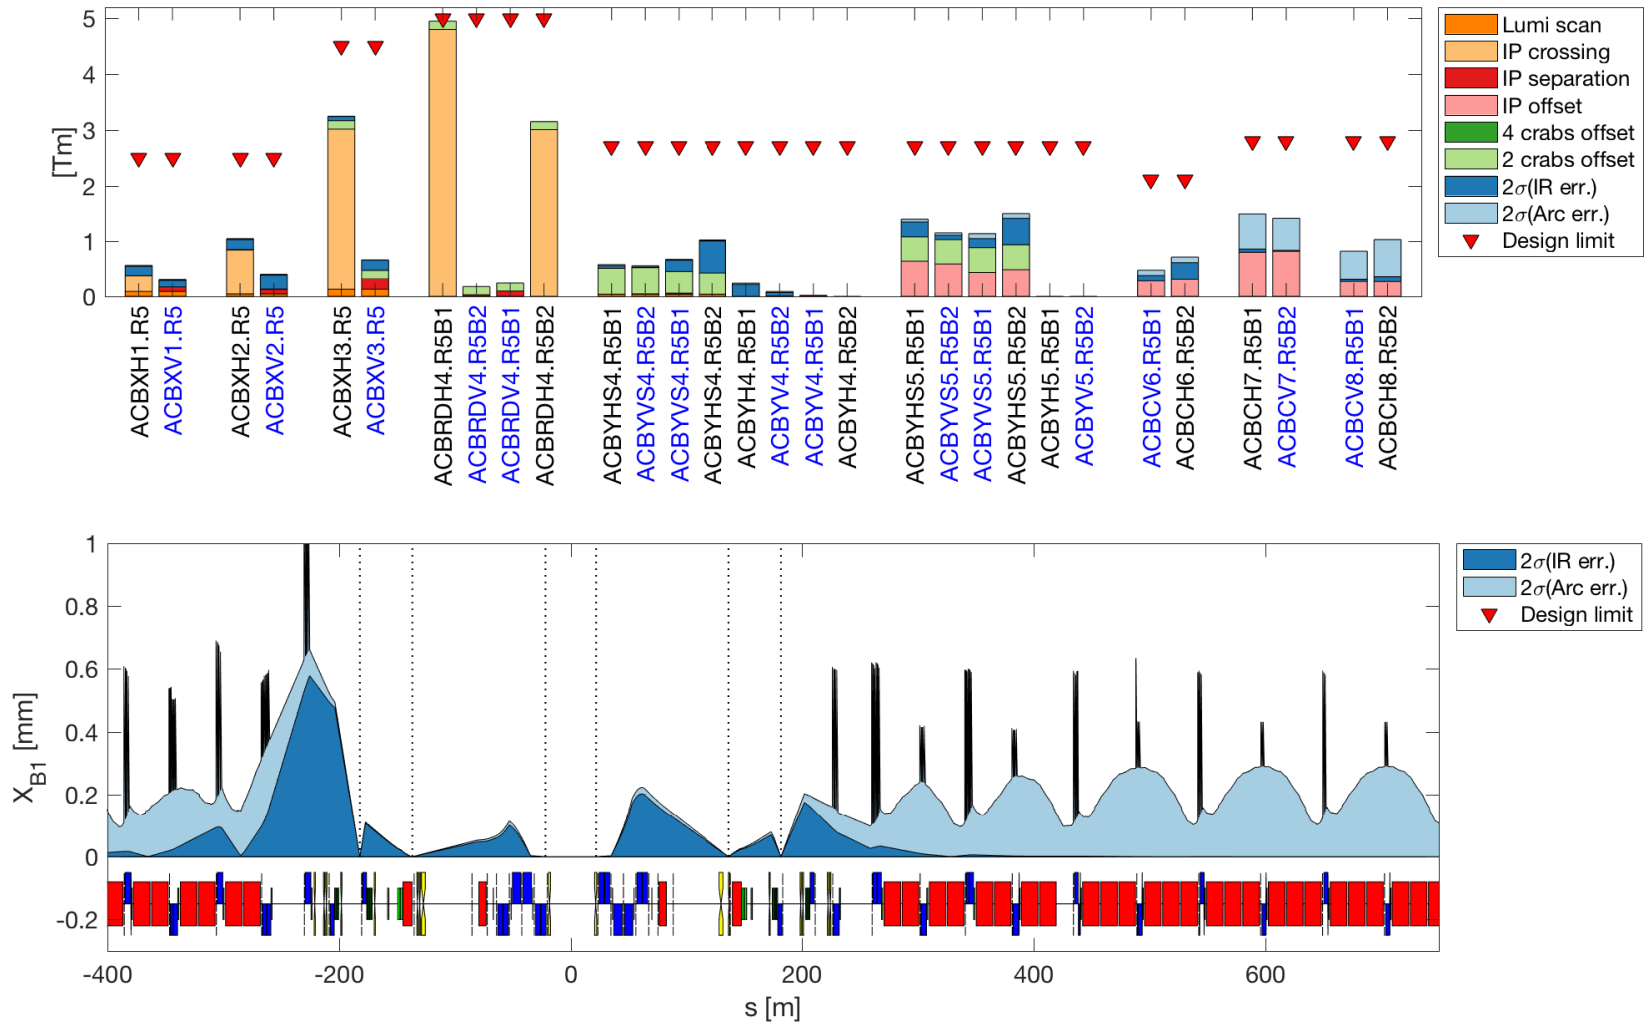 5
4
3
2
1
0
[Tm]
Lumi scan
IP crossing
IP separation
IP offset
4 crabs offset
2 crabs offset
2σ(IR err.)
2σ(Arc err.)
Design limit
ACBXH1.R5
ACBXV1.R5
ACBXH2.R5
ACBXV2.R5
ACBXH3.R5
ACBXV3.R5
ACBRDH4.R5B1
ACBRDV4.R5B2
ACBRDV4.R5B1
ACBRDH4.R5B2
ACBYHS4.R5B1
ACBYVS4.R5B2
ACBYVS4.R5B1
ACBYHS4.R5B2
ACBYH4.R5B1
ACBYV4.R5B2
ACBYV4.R5B1
ACBYH4.R5B2
ACBYHS5.R5B1
ACBYVS5.R5B2
ACBYVS5.R5B1
ACBYHS5.R5B2
ACBYH5.R5B1
ACBYV5.R5B2
ACBCV6.R5B1
ACBCH6.R5B2
ACBCH7.R5B1
ACBCV7.R5B2
ACBCV8.R5B1
ACBCH8.R5B2
1
0.8
0.6
0.4
0.2
0
-0.2
X_B1 [mm]
2σ(IR err.)
2σ(Arc err.)
Design limit
-400
-200
0
200
400
600
s [m]